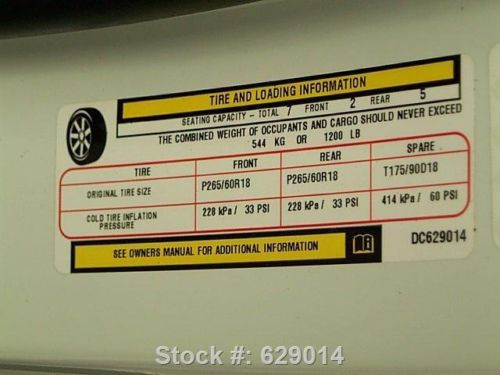 TIRE AND LOADING INFORMATION
SEATING CAPACITY - TOTAL 7 FRONT 2 REAR 5
THE COMBINED WEIGHT OF OCCUPANTS AND CARGO SHOULD NEVER EXCEED
544 KG OR 1200 LB
TIRE FRONT REAR SPARE
ORIGINAL TIRE SIZE P265/60R18 P265/60R18 T175/90D18
COLD TIRE INFLATION PRESSURE 228 kPa/ 33 PSI 228 kPa/ 33 PSI 414 kPa/ 60 PSI
SEE OWNERS MANUAL FOR ADDITIONAL INFORMATION
DC629014
Stock #: 629014